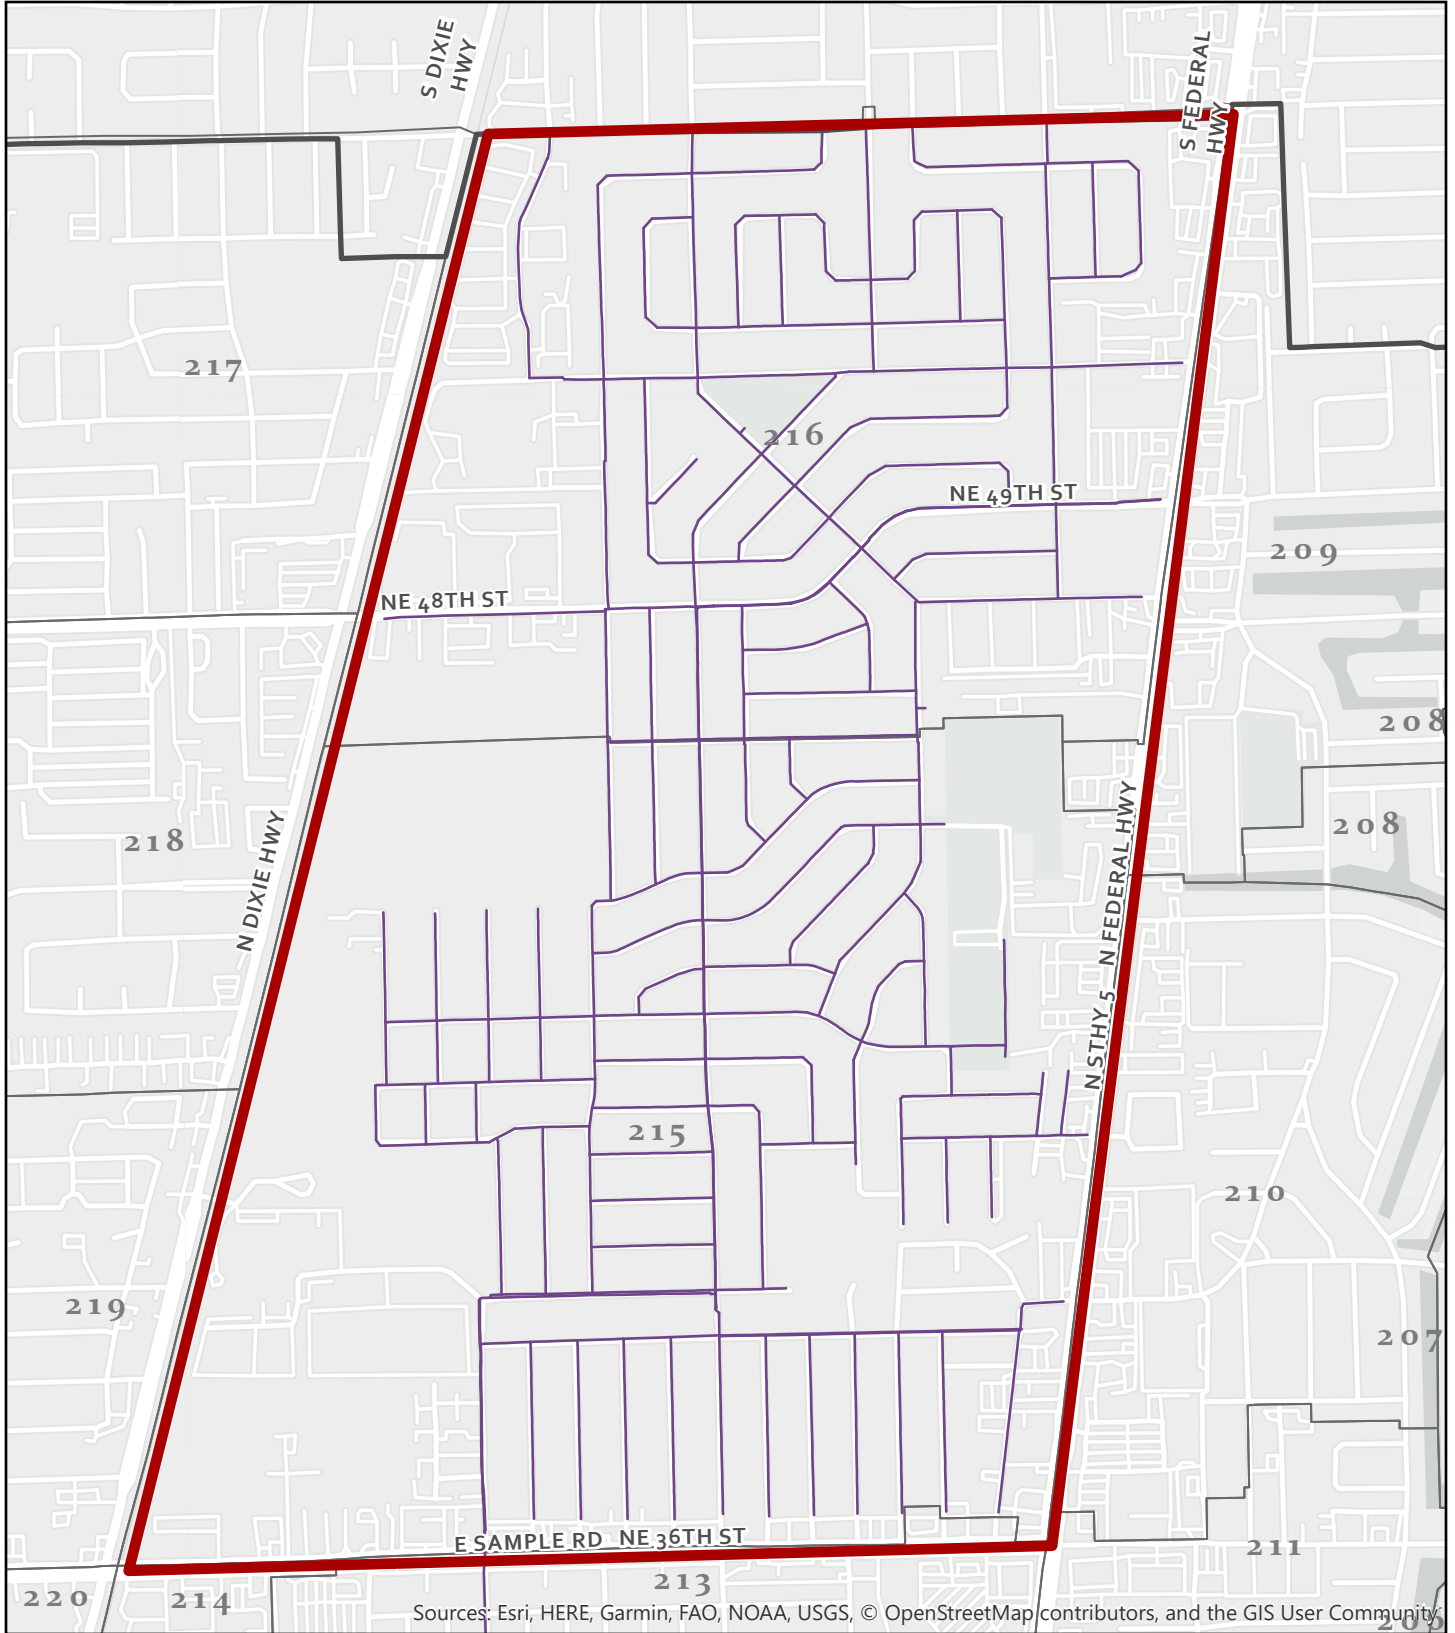 S DIXIE
HWY
S FEDERAL
HWY
217
216
NE 49TH ST
209
NE 48TH ST
208
218
208
N DIXIE HWY
N FEDERAL HWY
N STHY 5
215
210
219
207
E SAMPLE RD NE 36TH ST
211
213
220
214
Sources: Esri, HERE, Garmin, FAO, NOAA, USGS, © OpenStreetMap contributors, and the GIS User Community